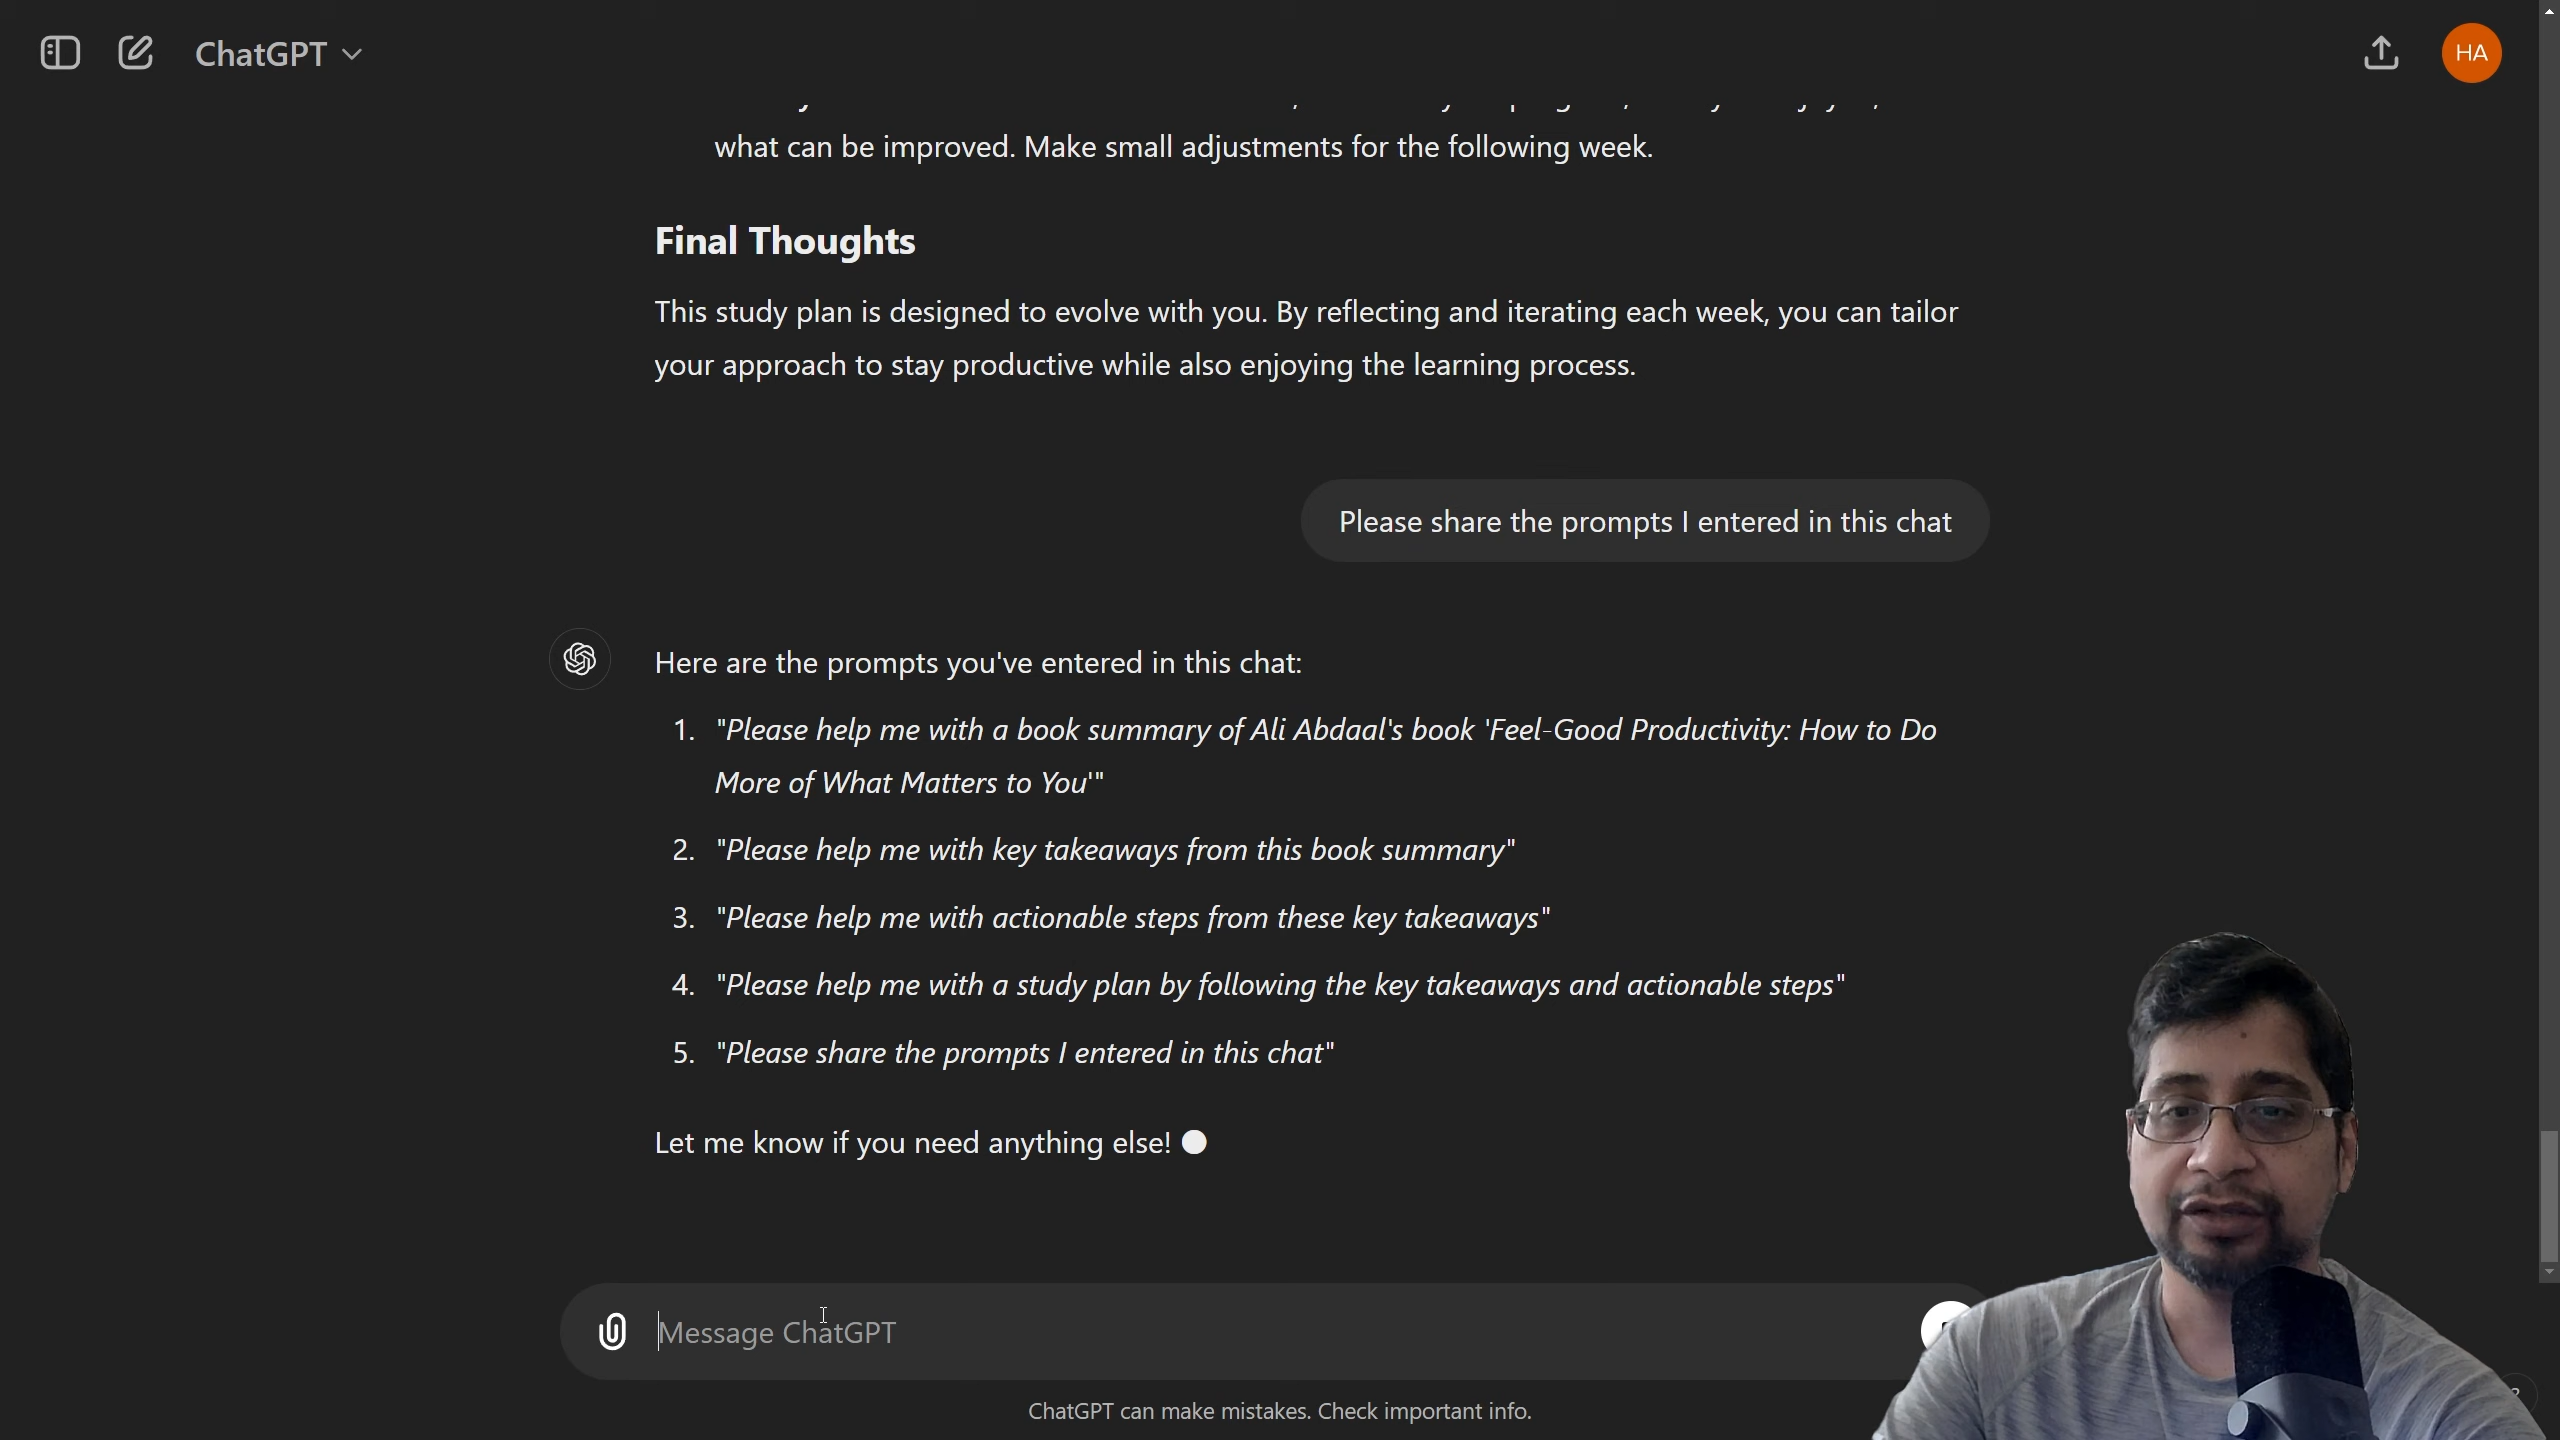 ChatGPT
HA
what can be improved. Make small adjustments for the following week.
Final Thoughts
This study plan is designed to evolve with you. By reflecting and iterating each week, you can tailor
your approach to stay productive while also enjoying the learning process.
Please share the prompts I entered in this chat
Here are the prompts you've entered in this chat:
1. "Please help me with a book summary of Ali Abdaal's book 'Feel-Good Productivity: How to Do
More of What Matters to You'"
2. "Please help me with key takeaways from this book summary"
3. "Please help me with actionable steps from these key takeaways"
4. "Please help me with a study plan by following the key takeaways and actionable steps"
5. "Please share the prompts I entered in this chat"
Let me know if you need anything else!
Message ChatGPT
ChatGPT can make mistakes. Check important info.